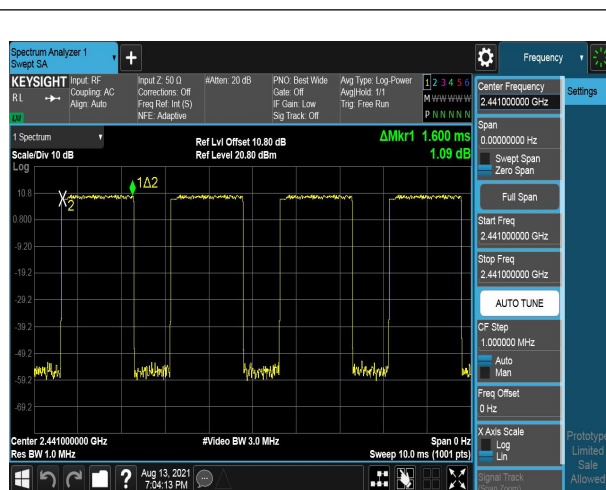 Spectrum Analyzer 1
Swept SA
Frequency
KEYSIGHT
Input: RF
Coupling: AC
Align: Auto
Input Z: 50 Ω
Corrections: Off
Freq Ref: Int (S)
NFE: Adaptive
#Atten: 20 dB
PNO: Best Wide
Gate: Off
IF Gain: Low
Sig Track: Off
Avg Type: Log-Power
Avg|Hold: 1/1
Trig: Free Run
1 2 3 4 5 6
M W W W W W
P N N N N N
R L
LXI
1 Spectrum
Scale/Div 10 dB
Log
Ref Lvl Offset 10.80 dB
Ref Level 20.80 dBm
ΔMkr1 1.600 ms
1.09 dB
1Δ2
X2
10.8
0.800
-9.20
-19.2
-29.2
-39.2
-49.2
-59.2
-69.2
Center 2.441000000 GHz
Res BW 1.0 MHz
#Video BW 3.0 MHz
Span 0 Hz
Sweep 10.0 ms (1001 pts)
Aug 13, 2021
7:04:13 PM
Center Frequency
2.441000000 GHz
Span
0.00000000 Hz
Swept Span
Zero Span
Full Span
Start Freq
2.441000000 GHz
Stop Freq
2.441000000 GHz
AUTO TUNE
CF Step
1.000000 MHz
Auto
Man
Freq Offset
0 Hz
X Axis Scale
Log
Lin
Signal Track
(Span Zoom)
Settings
Prototype
Limited
Sale
Allowed